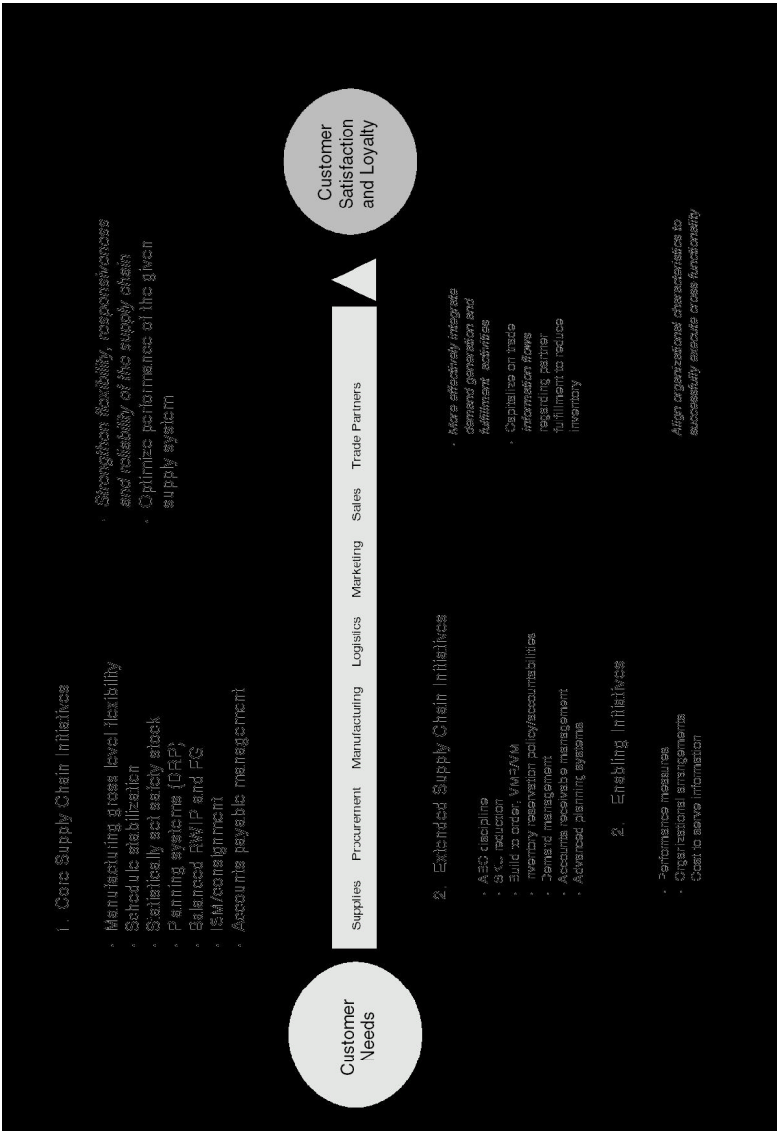 1. Core Supply Chain Initiatives
· Manufacturing gross level flexibility
· Schedule stabilization
· Statistically set safety stock
· Planning systems (DRP)
· Balanced RWIP and FG
· ISM/consignment
· Accounts payable management
· Strengthen flexibility, responsiveness
and reliability of the supply chain
· Optimize performance of the given
supply system
Customer
Needs
Supplies Procurement Manufacturing Logistics Marketing Sales Trade Partners
Customer
Satisfaction
and Loyalty
2. Extended Supply Chain Initiatives
· ABC discipline
· SKU reduction
· Build to order, VMR/VMI
· Inventory reservation policy/accountabilities
· Demand management
· Accounts receivable management
· Advanced planning systems
· More effectively integrate
demand generation and
fulfillment activities
· Capitalize on trade
information flows
regarding partner
fulfillment to reduce
inventory
2. Enabling Initiatives
· Performance measures
· Organizational arrangements
Cost to serve information
Align organizational characteristics to
successfully execute cross functionality